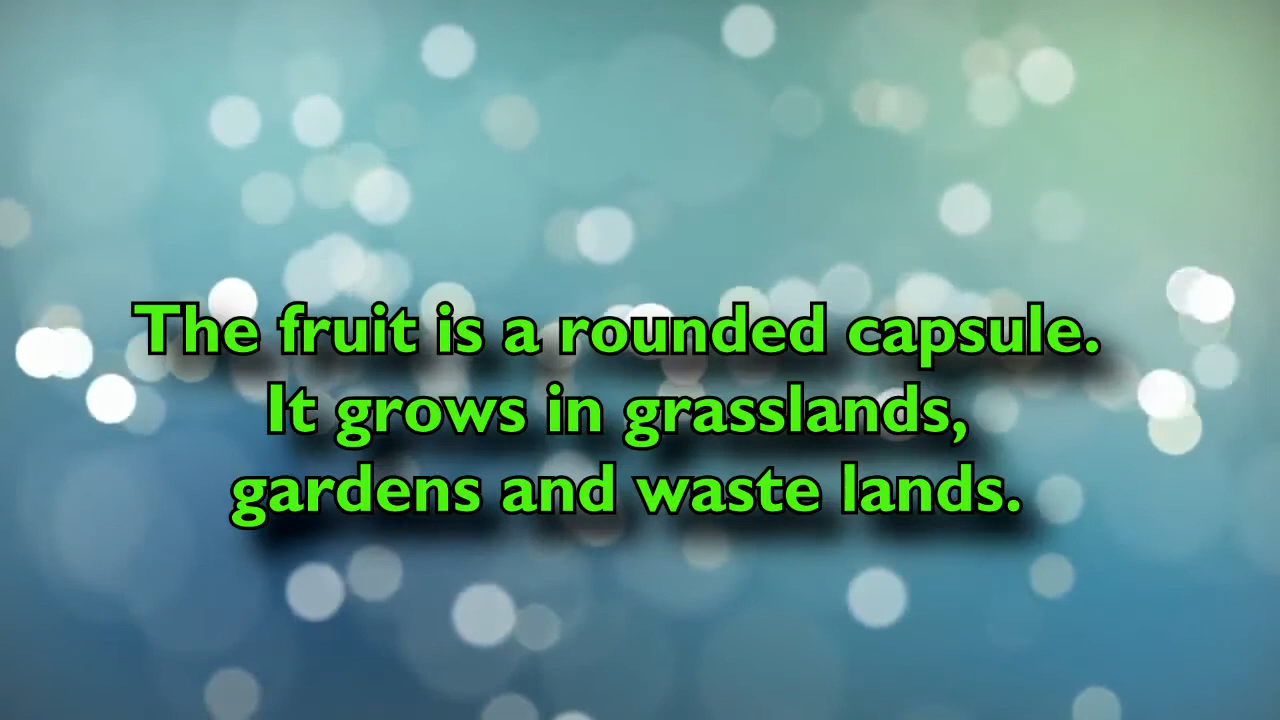 The fruit is a rounded capsule.
It grows in grasslands,
gardens and waste lands.